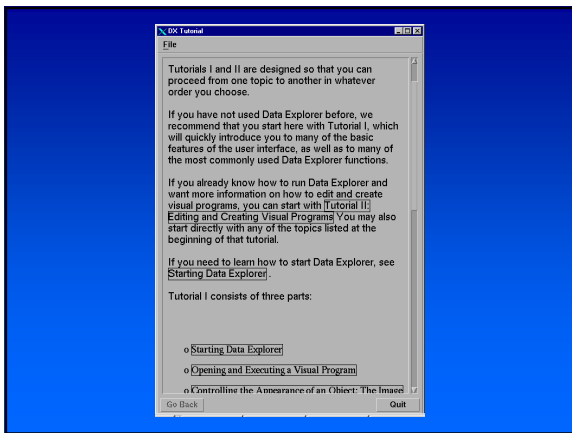 DX Tutorial
File
Tutorials I and II are designed so that you can
proceed from one topic to another in whatever
order you choose.
If you have not used Data Explorer before, we
recommend that you start here with Tutorial I, which
will quickly introduce you to many of the basic
features of the user interface, as well as to many of
the most commonly used Data Explorer functions.
If you already know how to run Data Explorer and
want more information on how to edit and create
visual programs, you can start with Tutorial II:
Editing and Creating Visual Programs You may also
start directly with any of the topics listed at the
beginning of that tutorial.
If you need to learn how to start Data Explorer, see
Starting Data Explorer .
Tutorial I consists of three parts:
o Starting Data Explorer
o Opening and Executing a Visual Program
o Controlling the Appearance of an Object: The Image
Go Back Quit